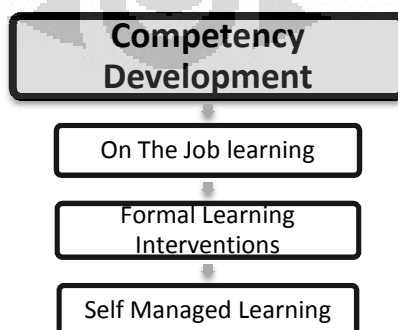 Competency
Development
On The Job learning
Formal Learning
Interventions
Self Managed Learning